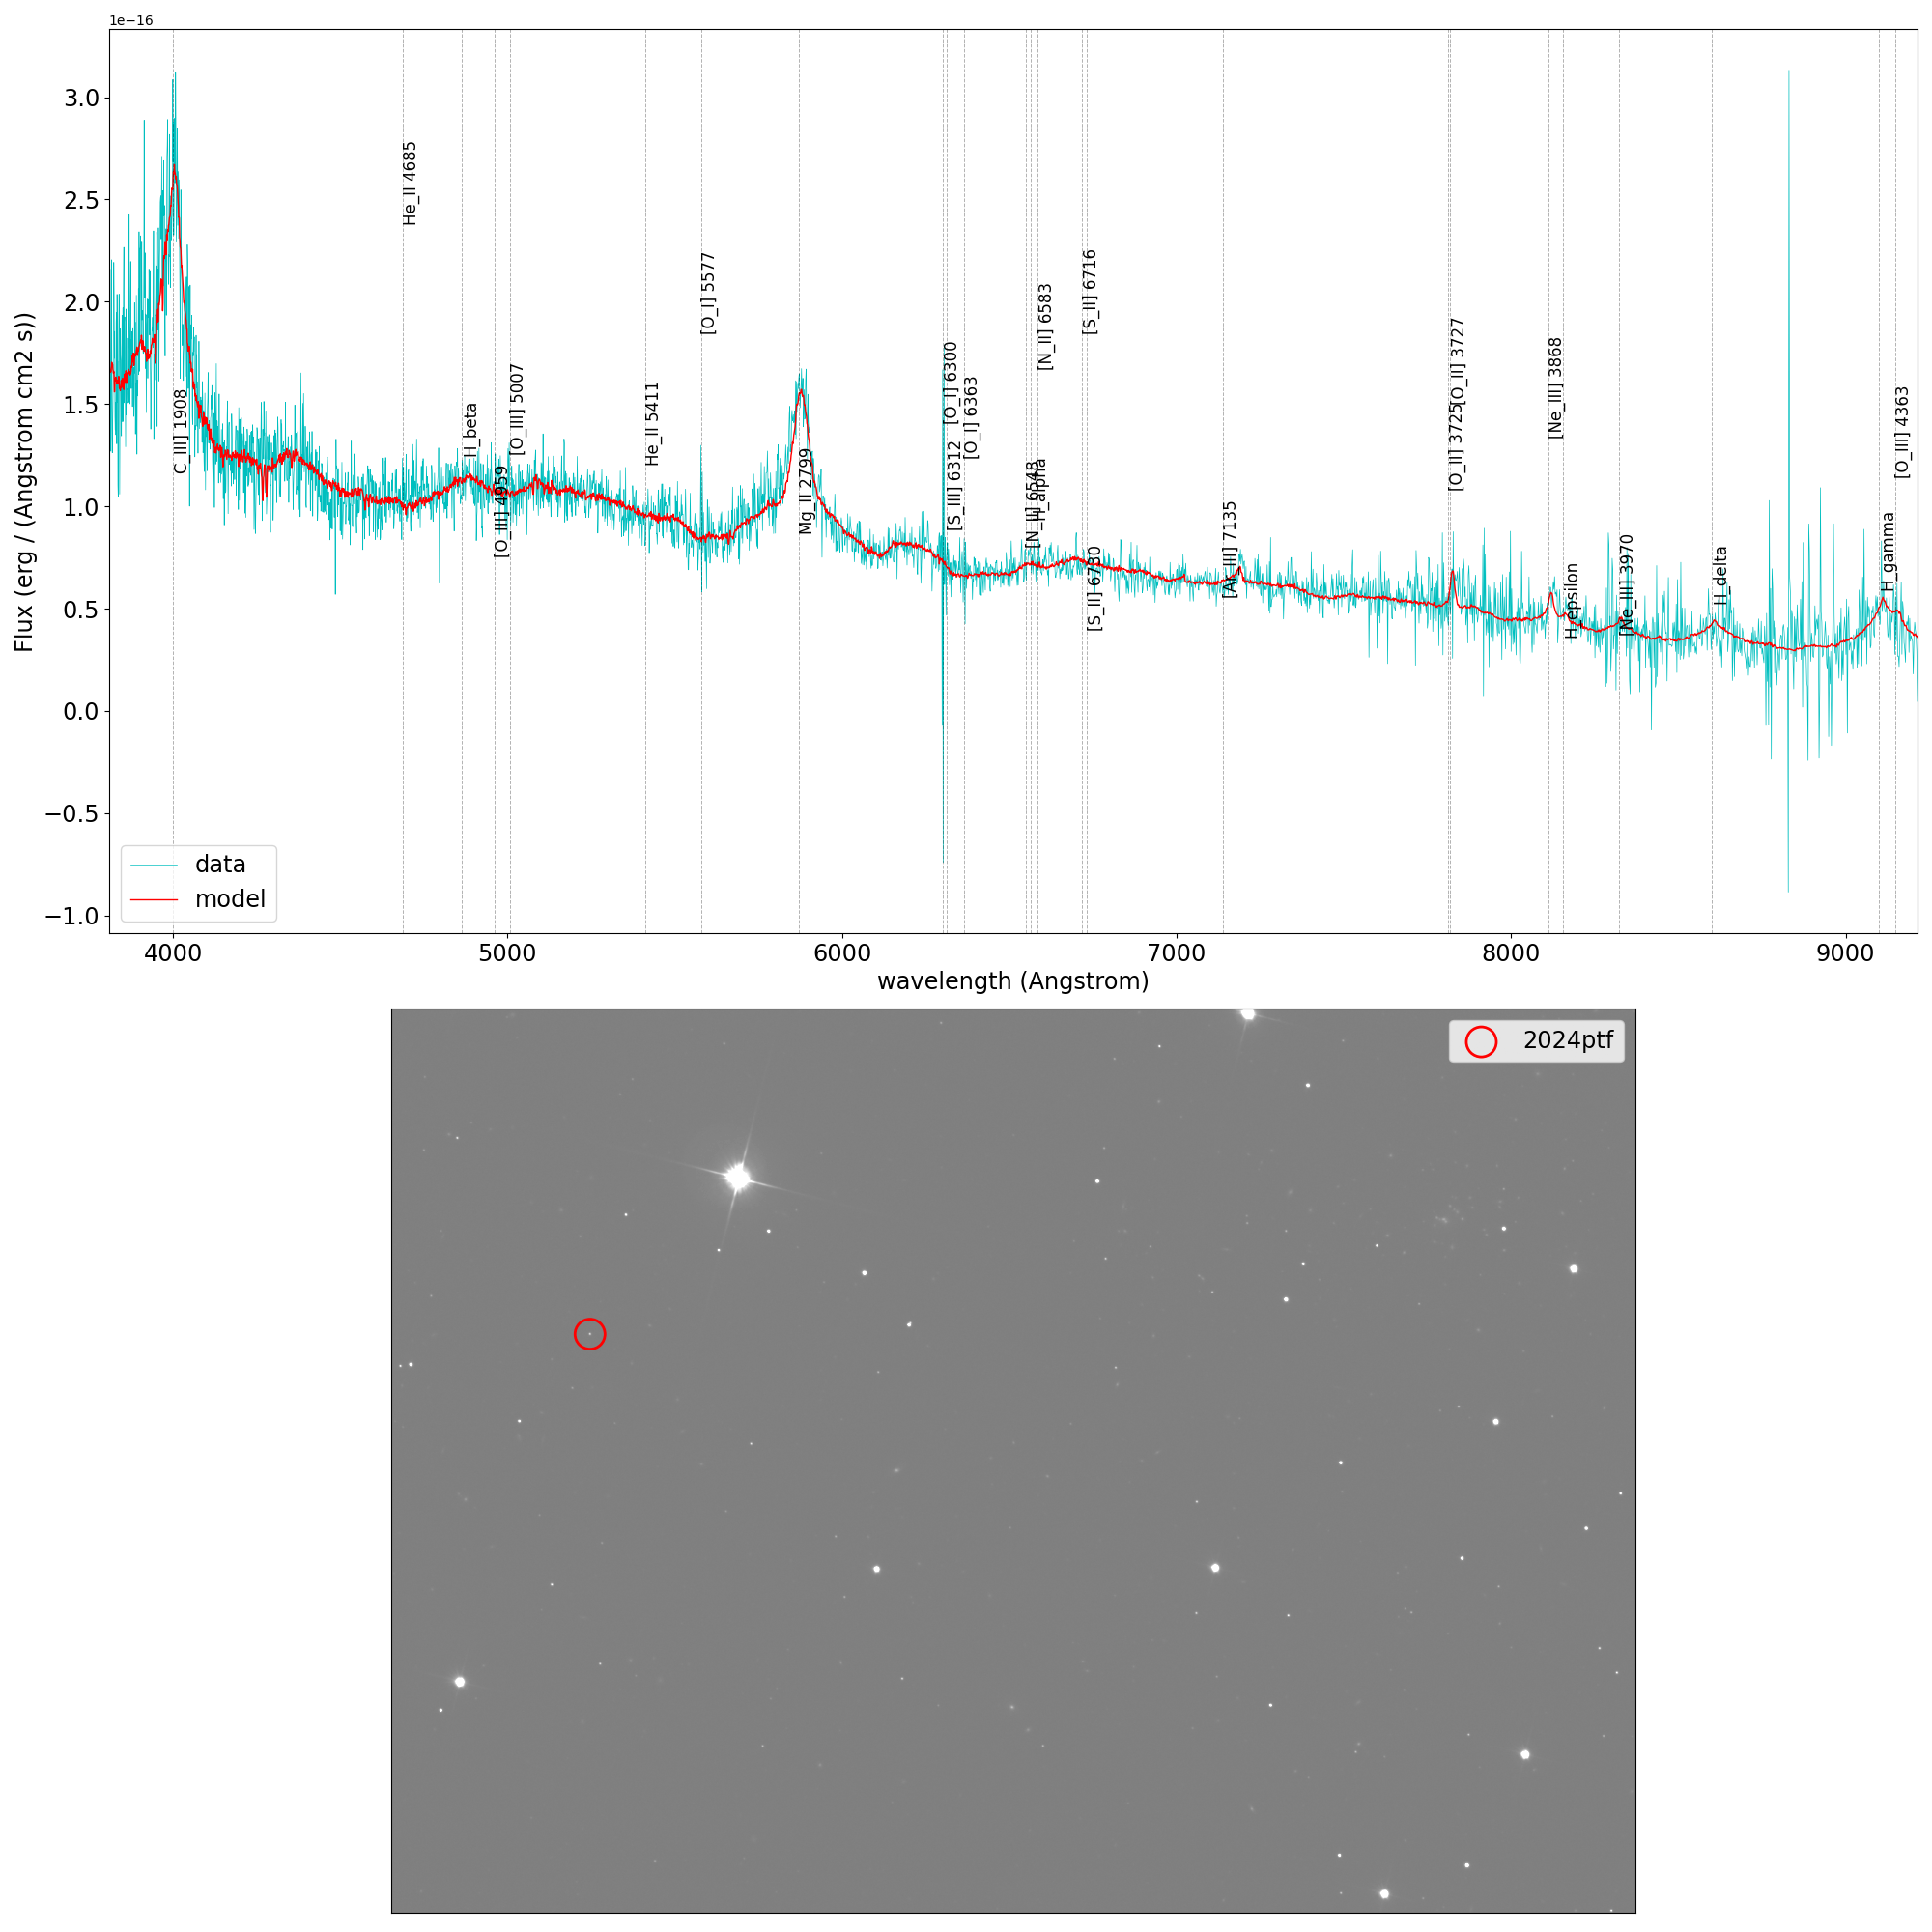 1e−16
Flux (erg / (Angstrom cm2 s))
3.0
2.5
2.0
1.5
1.0
0.5
0.0
−0.5
−1.0
C_III] 1908
He_II 4685
H_beta
[O_III] 4959
[O_III] 5007
He_II 5411
[O_I] 5577
Mg_II 2799
[O_I] 6300
[S_III] 6312
[O_I] 6363
[N_II] 6548
H_alpha
[N_II] 6583
[S_II] 6716
[S_II] 6730
[Ar_III] 7135
[O_II] 3725
[O_II] 3727
[Ne_III] 3868
H_epsilon
[Ne_III] 3970
H_delta
H_gamma
[O_III] 4363
data
model
4000
5000
6000
7000
8000
9000
wavelength (Angstrom)
2024ptf